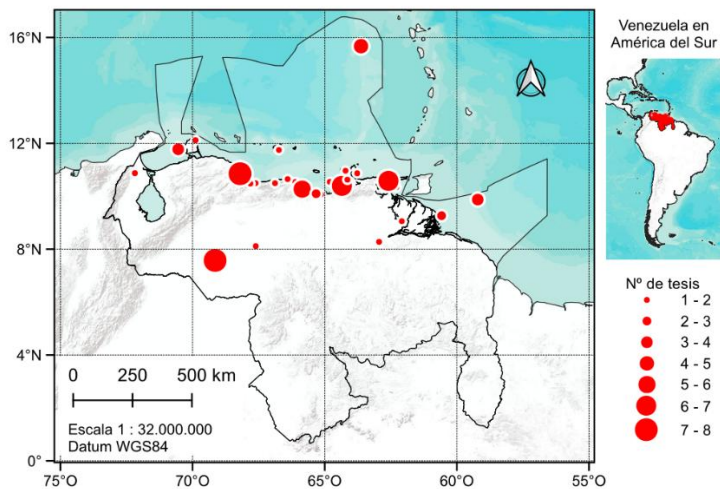 16°N
12°N
8°N
4°N
0°
75°O
70°O
65°O
60°O
55°O
0 250 500 km
Escala 1 : 32.000.000
Datum WGS84
Venezuela en
América del Sur
Nº de tesis
1 - 2
2 - 3
3 - 4
4 - 5
5 - 6
6 - 7
7 - 8